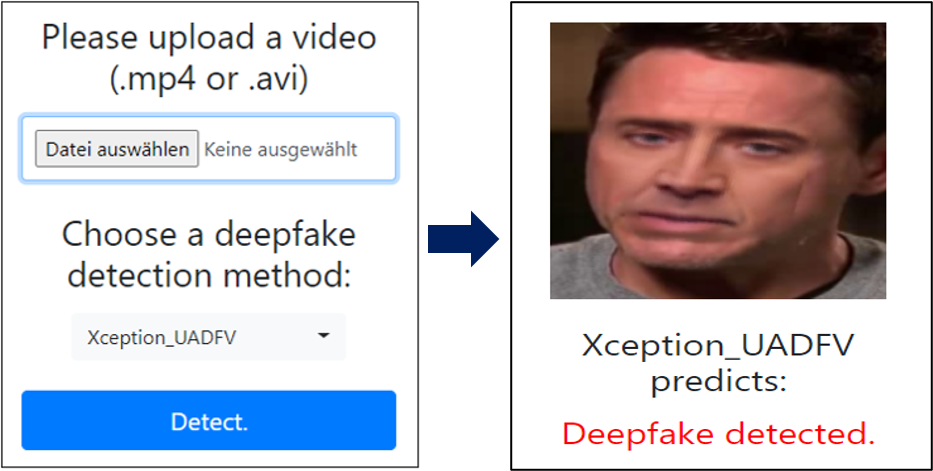 Please upload a video
(.mp4 or .avi)
Datei auswählen Keine ausgewählt
Choose a deepfake
detection method:
Xception_UADFV
Detect.
Xception_UADFV
predicts:
Deepfake detected.